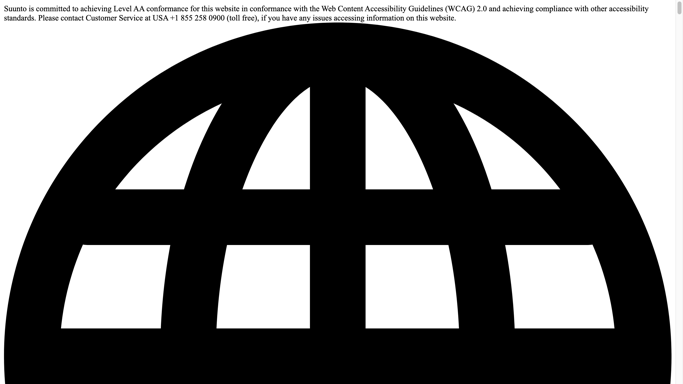 Suunto is committed to achieving Level AA conformance for this website in conformance with the Web Content Accessibility Guidelines (WCAG) 2.0 and achieving compliance with other accessibility
standards. Please contact Customer Service at USA +1 855 258 0900 (toll free), if you have any issues accessing information on this website.